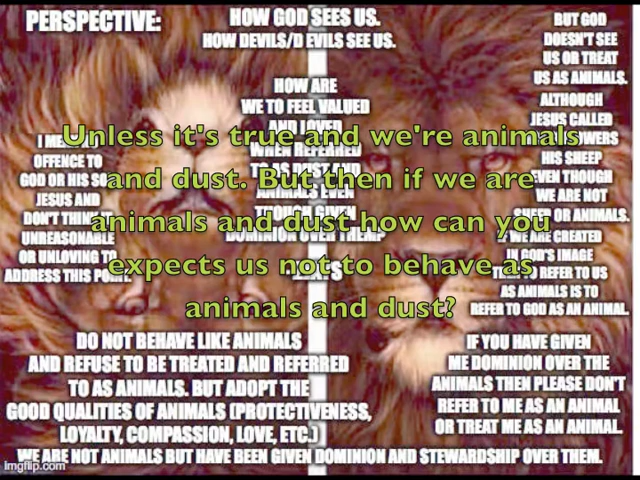 PERSPECTIVE:
HOW GOD SEES US.
HOW DEVILS/D EVILS SEE US.
HOW ARE
WE TO FEEL VALUED
AND LOVED
WHEN REFERRED
ANIMALS EVEN
DOMINION OVER THEM?
BUT GOD
DOESN'T SEE
US OR TREAT
US AS ANIMALS.
ALTHOUGH
JESUS CALLED
HIS SHEEP
EVEN THOUGH
WE ARE NOT
OR ANIMALS.
WE ARE CREATED
IN GOD'S IMAGE
REFER TO US
AS ANIMALS IS TO
REFER TO GOD AS AN ANIMAL.
OFFENCE TO
GOD OR HIS
JESUS AND
DON'T
UNREASONABLE
OR UNLOVING
ADDRESS THIS
Unless it's true and we're animals
and dust. But then if we are
animals and dust how can you
expects us not to behave as
animals and dust?
DO NOT BEHAVE LIKE ANIMALS
AND REFUSE TO BE TREATED AND REFERRED
TO AS ANIMALS. BUT ADOPT THE
GOOD QUALITIES OF ANIMALS (PROTECTIVENESS,
LOYALTY, COMPASSION, LOVE, ETC.)
IF YOU HAVE GIVEN
ME DOMINION OVER THE
ANIMALS THEN PLEASE DON'T
REFER TO ME AS AN ANIMAL
OR TREAT ME AS AN ANIMAL.
WE ARE NOT ANIMALS BUT HAVE BEEN GIVEN DOMINION AND STEWARDSHIP OVER THEM.
imgflip.com